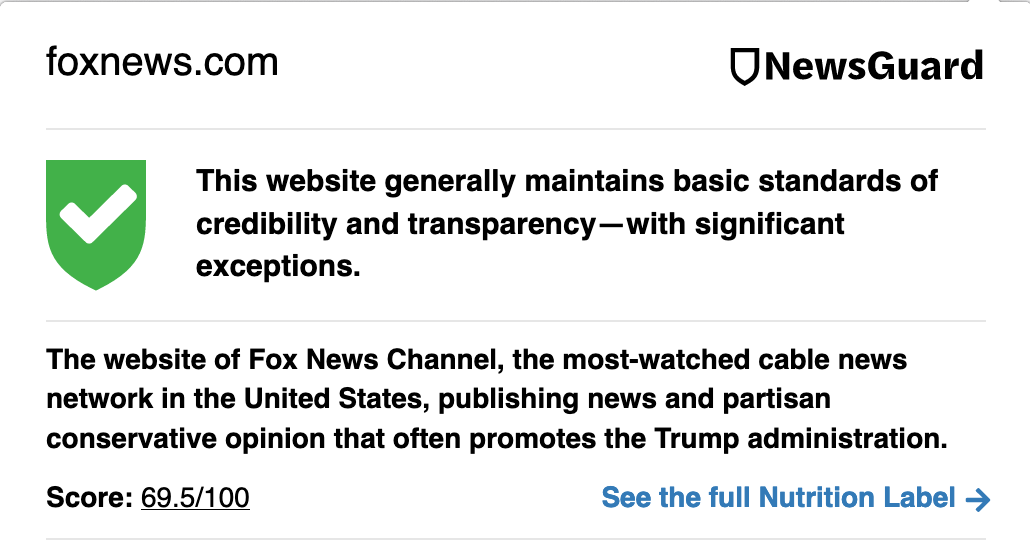 foxnews.com
NewsGuard
This website generally maintains basic standards of
credibility and transparency—with significant
exceptions.
The website of Fox News Channel, the most-watched cable news
network in the United States, publishing news and partisan
conservative opinion that often promotes the Trump administration.
Score: 69.5/100
See the full Nutrition Label →